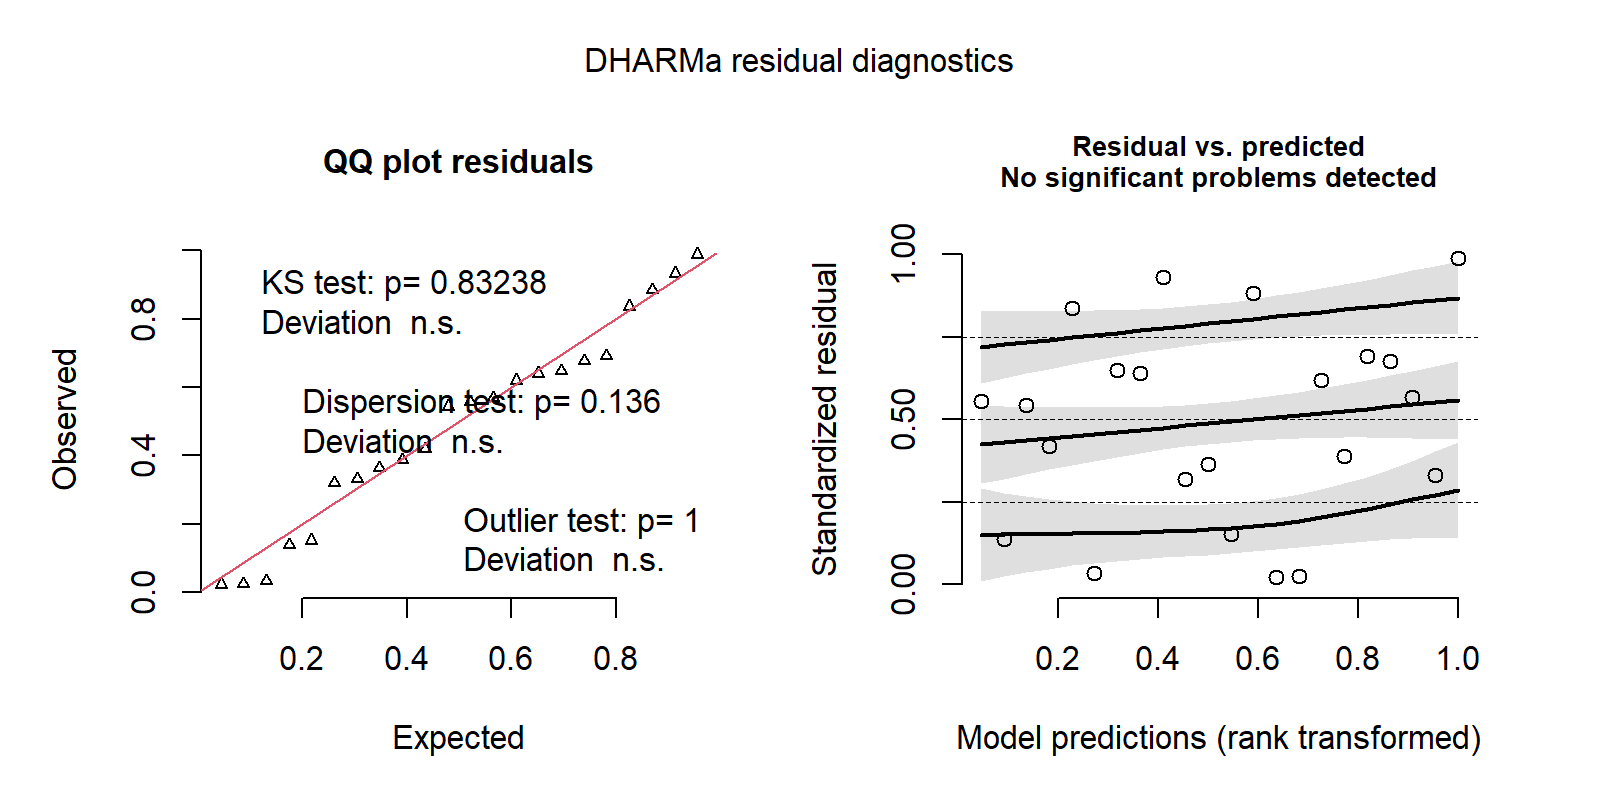 DHARMa residual diagnostics
QQ plot residuals
KS test: p= 0.83238
Deviation n.s.
Dispersion test: p= 0.136
Deviation n.s.
Outlier test: p= 1
Deviation n.s.
Observed
0.0
0.4
0.8
0.2
0.4
0.6
0.8
Expected
Residual vs. predicted
No significant problems detected
Standardized residual
0.00
0.50
1.00
0.2
0.4
0.6
0.8
1.0
Model predictions (rank transformed)